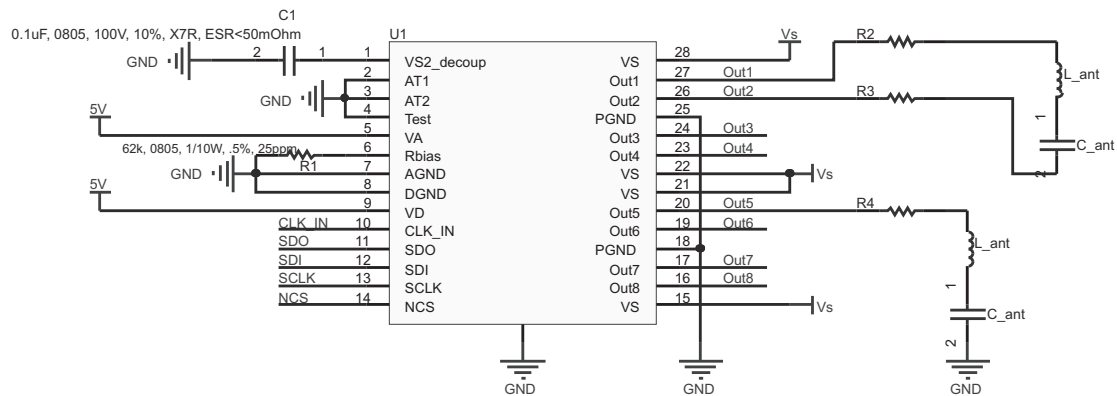 C1
0.1uF, 0805, 100V, 10%, X7R, ESR<50mOhm
GND
2
1
U1
1 VS2_decoup
2 AT1
3 AT2
4 Test
GND
5V
5 VA
62k, 0805, 1/10W, .5%, 25ppm
R1
6 Rbias
GND
7 AGND
8 DGND
5V
9 VD
CLK_IN 10 CLK_IN
SDO 11 SDO
SDI 12 SDI
SCLK 13 SCLK
NCS 14 NCS
VS 28 Vs
Out1 27 Out1 R2
Out2 26 Out2 R3
PGND 25
Out3 24 Out3
Out4 23 Out4
VS 22 Vs
VS 21
Out5 20 Out5 R4
Out6 19 Out6
PGND 18
Out7 17 Out7
Out8 16 Out8
VS 15 Vs
L_ant
1
C_ant
2
L_ant
1
C_ant
2
GND
GND
GND